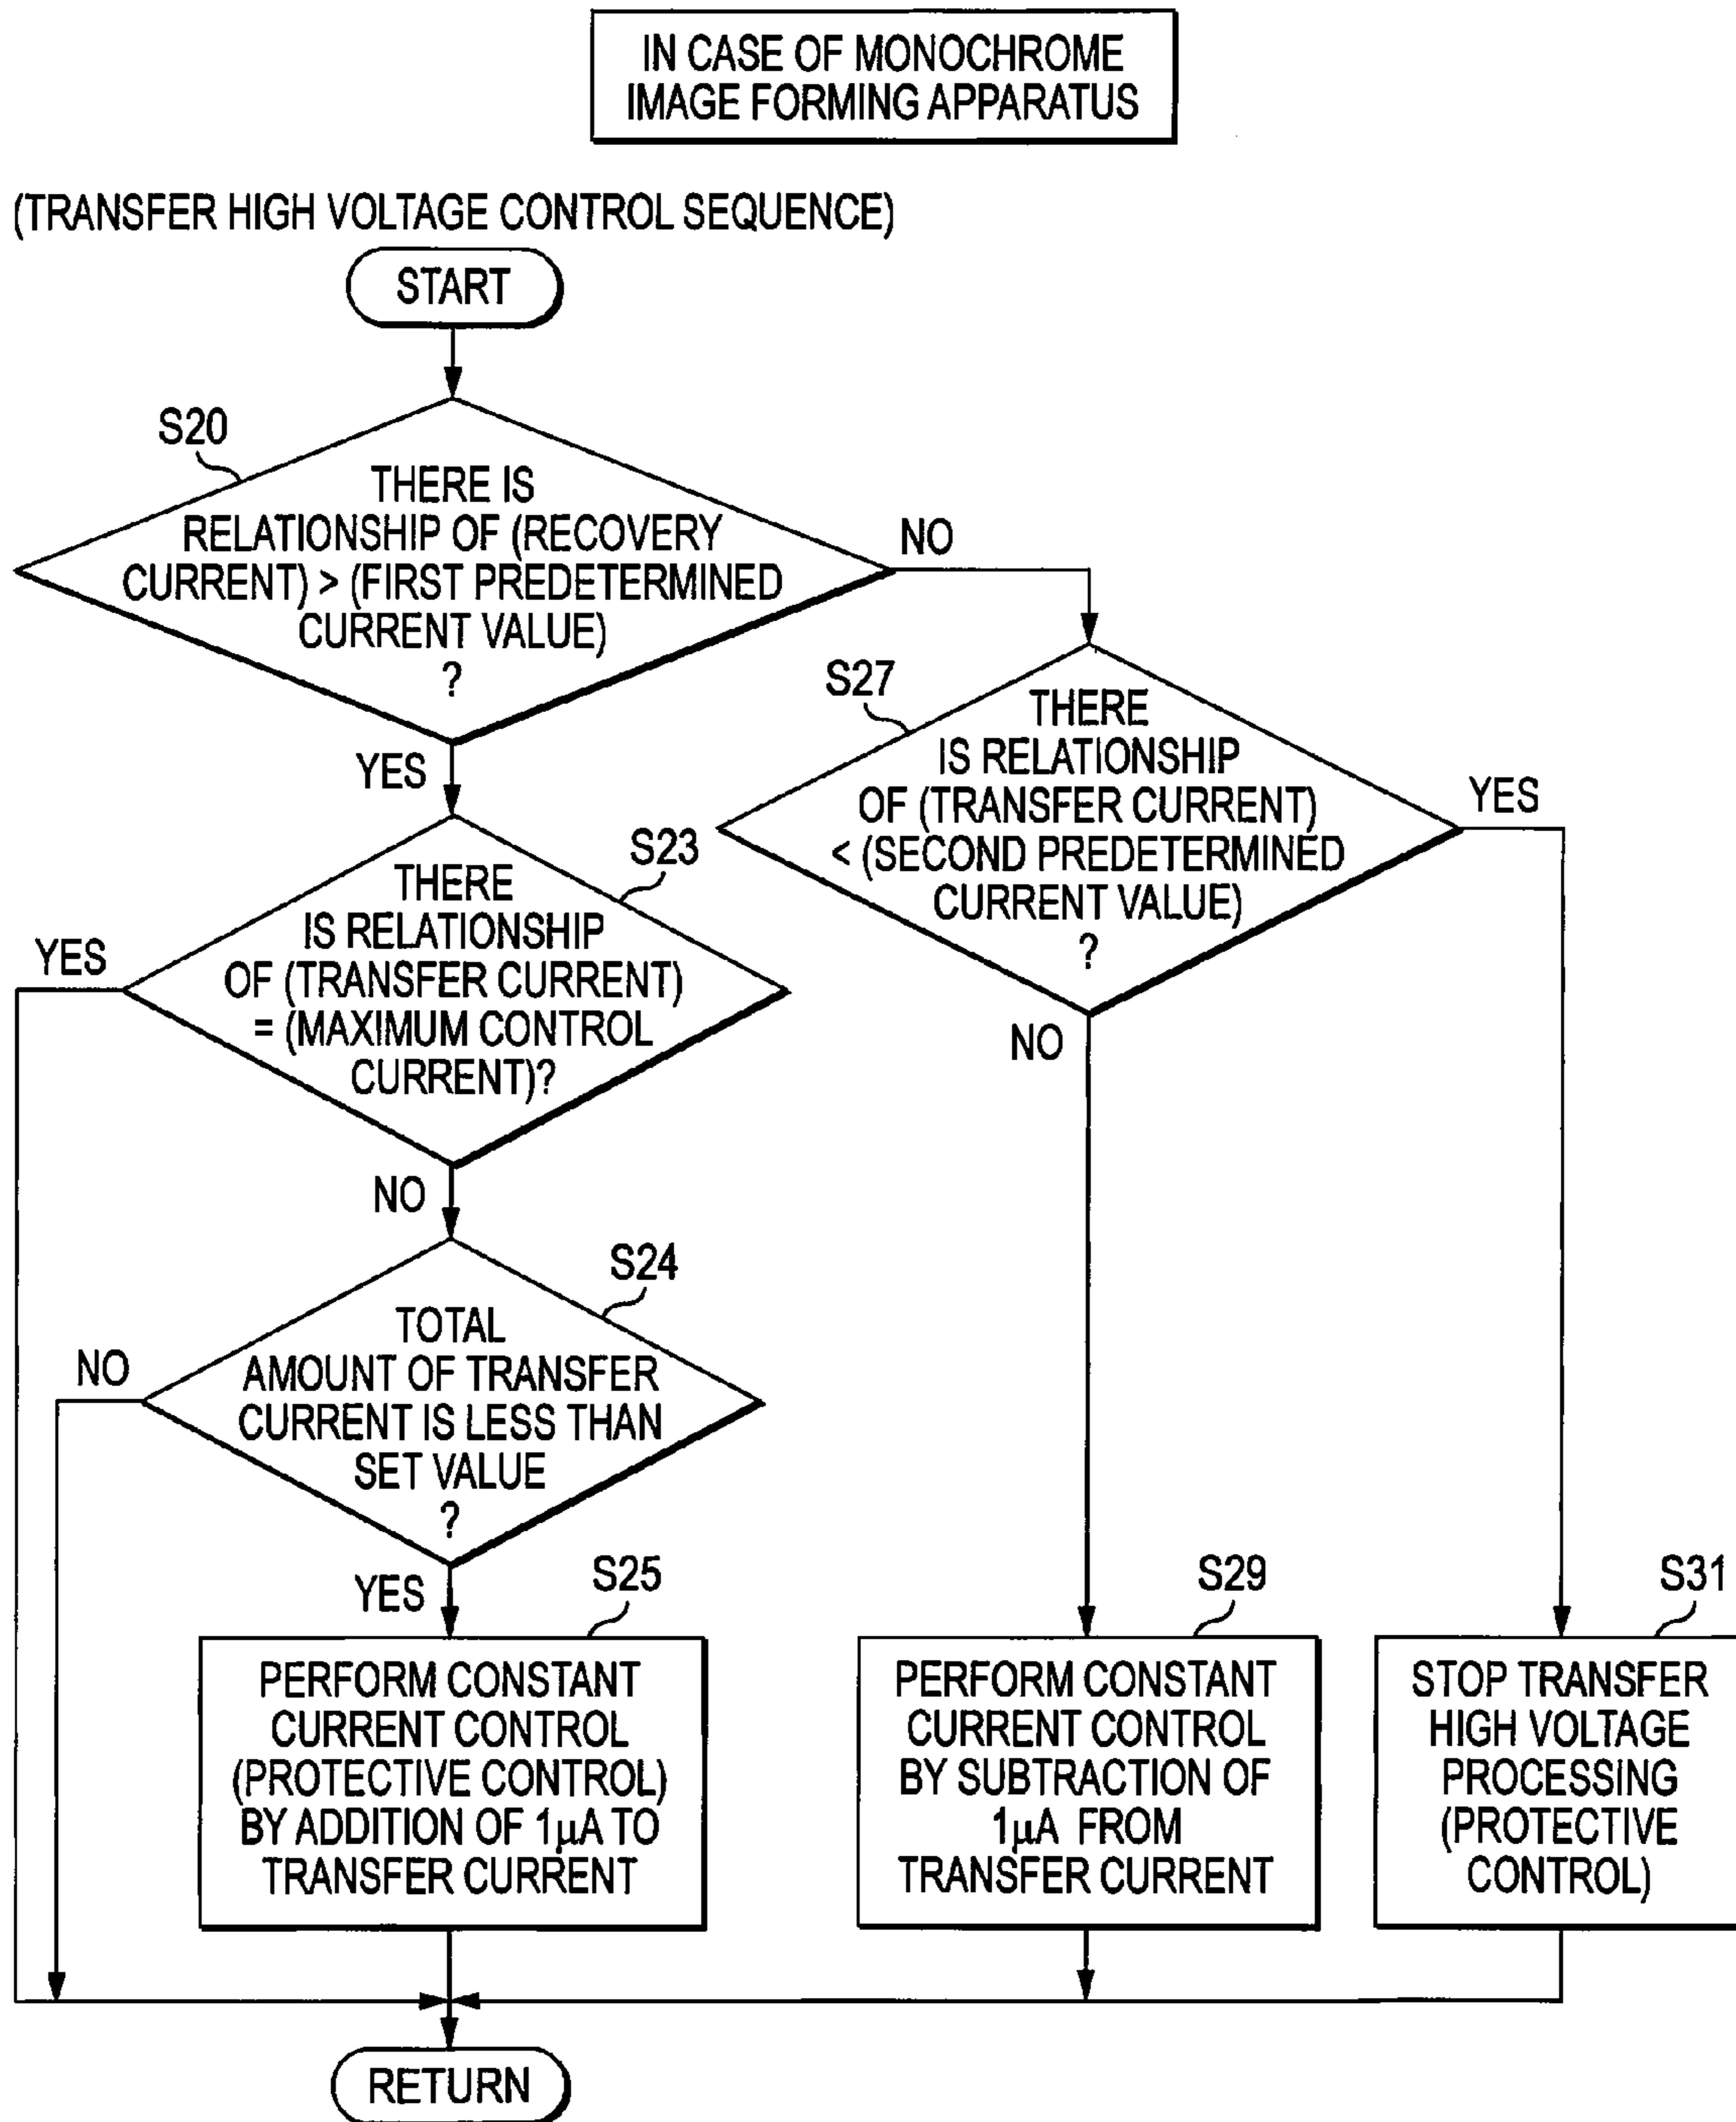 IN CASE OF MONOCHROME
IMAGE FORMING APPARATUS
(TRANSFER HIGH VOLTAGE CONTROL SEQUENCE)
START
S20
THERE IS
RELATIONSHIP OF (RECOVERY
CURRENT) > (FIRST PREDETERMINED
CURRENT VALUE)
?
NO
YES
S27
THERE
IS RELATIONSHIP
OF (TRANSFER CURRENT)
< (SECOND PREDETERMINED
CURRENT VALUE)
?
YES
NO
S23
THERE
IS RELATIONSHIP
OF (TRANSFER CURRENT)
= (MAXIMUM CONTROL
CURRENT)?
YES
NO
S24
TOTAL
AMOUNT OF TRANSFER
CURRENT IS LESS THAN
SET VALUE
?
NO
YES
S25
PERFORM CONSTANT
CURRENT CONTROL
(PROTECTIVE CONTROL)
BY ADDITION OF 1µA TO
TRANSFER CURRENT
S29
PERFORM CONSTANT
CURRENT CONTROL
BY SUBTRACTION OF
1µA FROM
TRANSFER CURRENT
S31
STOP TRANSFER
HIGH VOLTAGE
PROCESSING
(PROTECTIVE
CONTROL)
RETURN